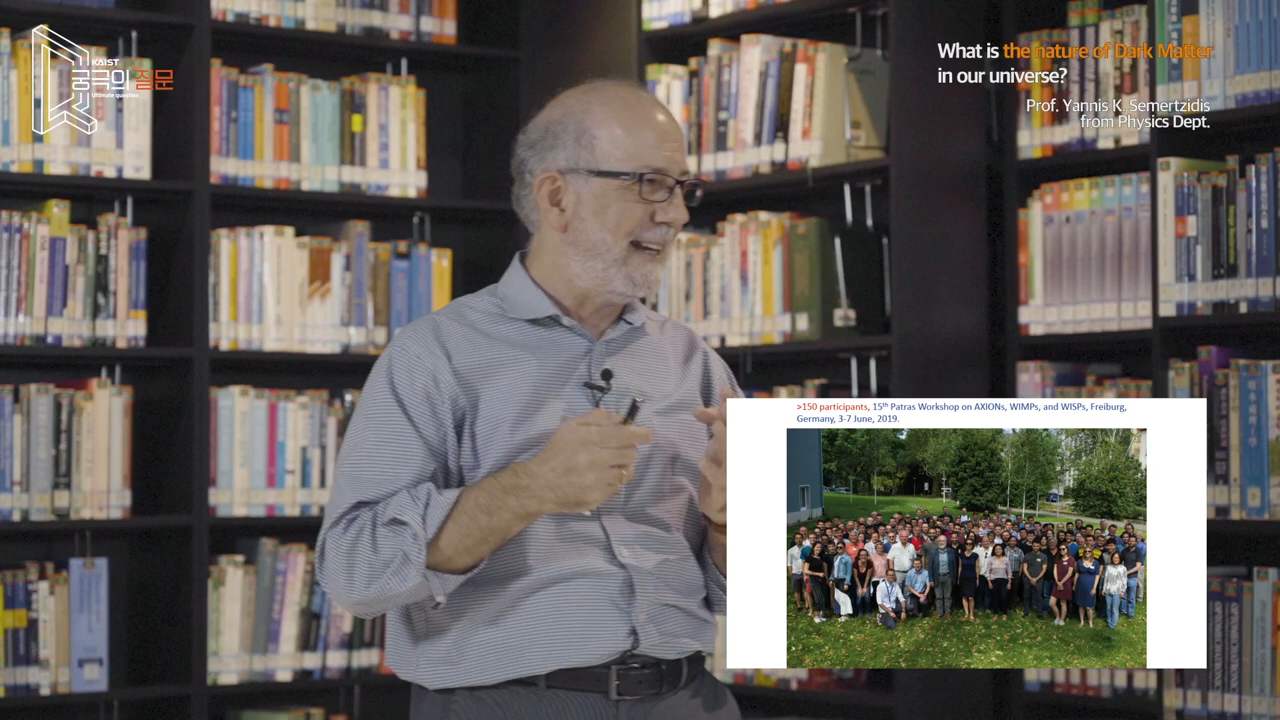 KAIST
궁극의 질문
Ultimate question
What is the nature of Dark Matter
in our universe?
Prof. Yannis K. Semertzidis
from Physics Dept.
>150 participants, 15th Patras Workshop on AXIONs, WIMPs, and WISPs, Freiburg,
Germany, 3-7 June, 2019.